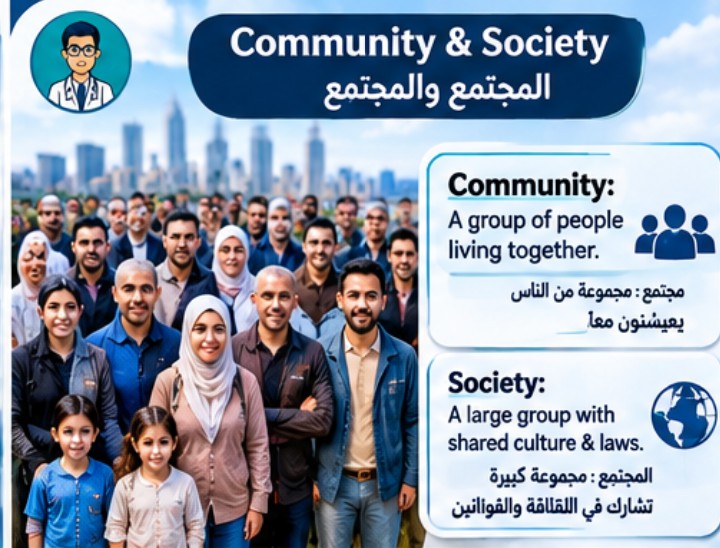 Community & Society
المجتمع والمجتمع
Community:
A group of people
living together.
مجتمع : مجموعة من الناس
يعيشنون معاً
Society:
A large group with
shared culture & laws.
المجتمع : مجموعة كبيرة
تشارك في اللقلاقة والقوانين